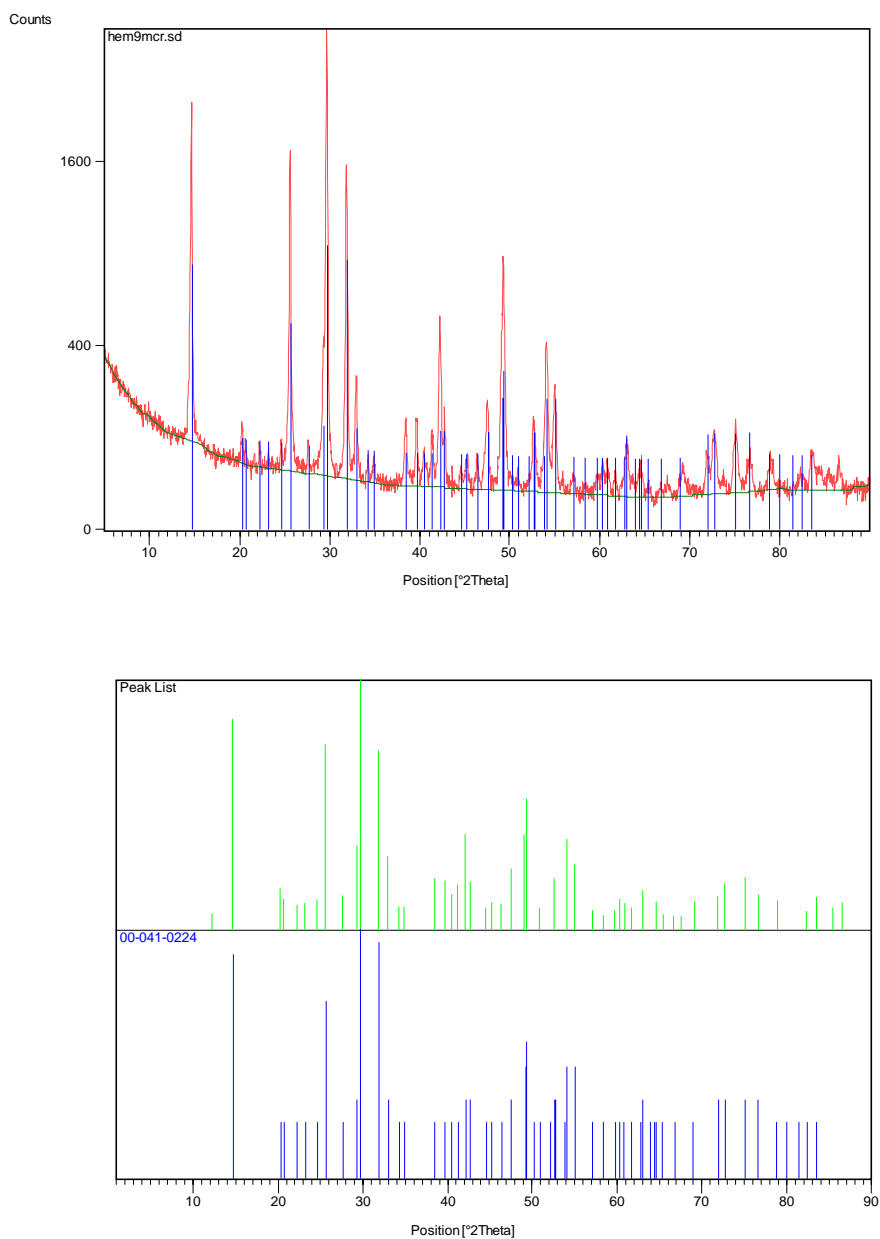 Counts
hem9mcr.sd
1600
400
0
10 20 30 40 50 60 70 80
Position [°2Theta]
Peak List
00-041-0224
10 20 30 40 50 60 70 80 90
Position [°2Theta]